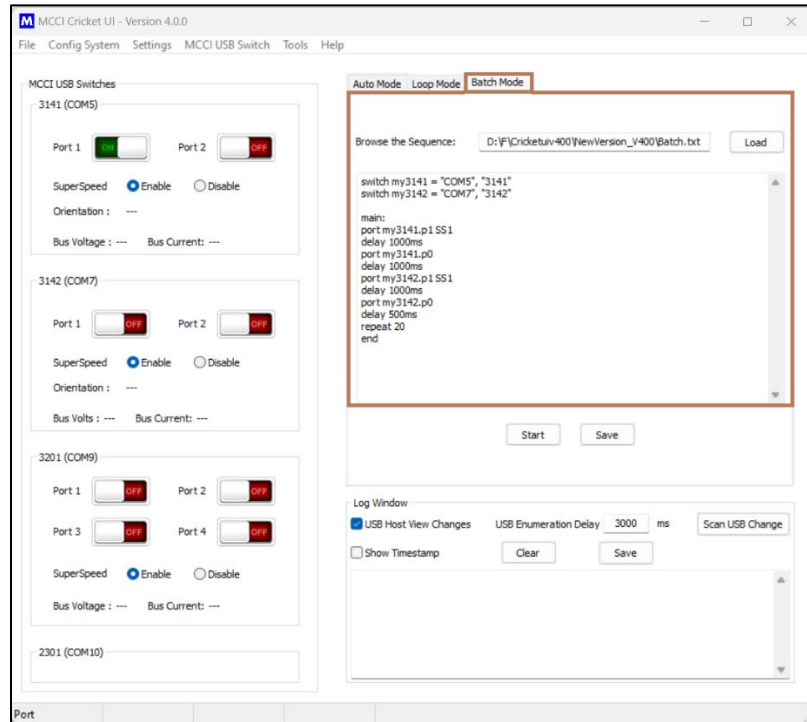 M MCCI Cricket UI - Version 4.0.0
File Config System Settings MCCI USB Switch Tools Help
MCCI USB Switches
3141 (COM5)
Port 1 ON Port 2 OFF
SuperSpeed Enable Disable
Orientation : ---
Bus Voltage : --- Bus Current: ---
3142 (COM7)
Port 1 OFF Port 2 OFF
SuperSpeed Enable Disable
Orientation : ---
Bus Volts : --- Bus Current: ---
3201 (COM9)
Port 1 OFF Port 2 OFF
Port 3 OFF Port 4 OFF
SuperSpeed Enable Disable
Bus Voltage : --- Bus Current: ---
2301 (COM10)
Auto Mode Loop Mode Batch Mode
Browse the Sequence: D:\F\Cricketuiv400\NewVersion_V400\Batch.txt Load
switch my3141 = "COM5", "3141"
switch my3142 = "COM7", "3142"
main:
port my3141.p1 SS1
delay 1000ms
port my3141.p0
delay 1000ms
port my3142.p1 SS1
delay 1000ms
port my3142.p0
delay 500ms
repeat 20
end
Start Save
Log Window
USB Host View Changes USB Enumeration Delay 3000 ms Scan USB Change
Show Timestamp Clear Save
Port